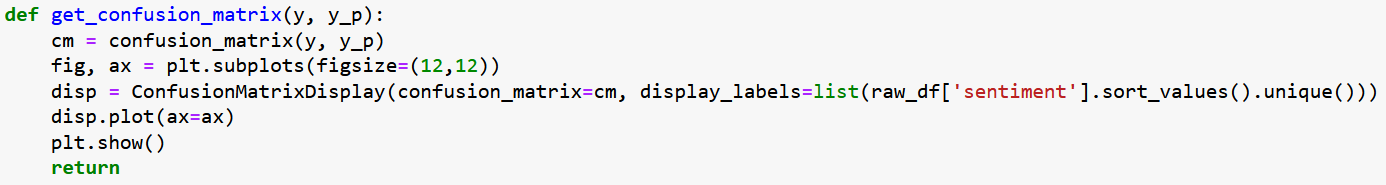 def get_confusion_matrix(y, y_p):
    cm = confusion_matrix(y, y_p)
    fig, ax = plt.subplots(figsize=(12,12))
    disp = ConfusionMatrixDisplay(confusion_matrix=cm, display_labels=list(raw_df['sentiment'].sort_values().unique()))
    disp.plot(ax=ax)
    plt.show()
    return